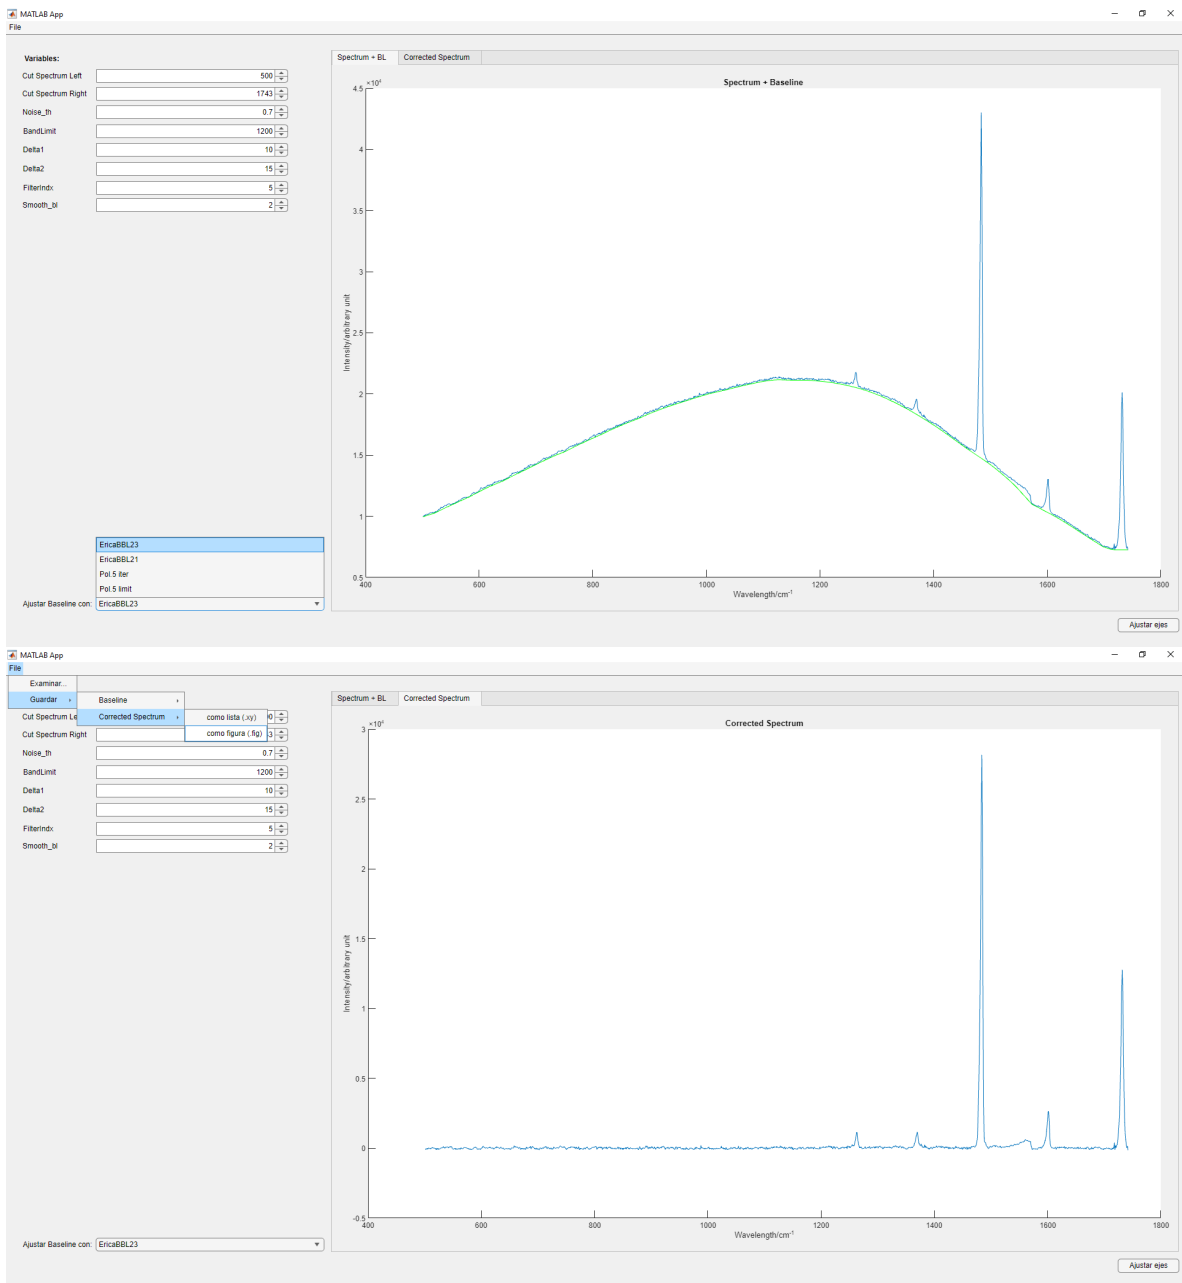 MATLAB App
File
Variables:
Cut Spectrum Left 500
Cut Spectrum Right 1743
Noise_th 0.7
BandLimit 1200
Delta1 10
Delta2 15
FilterIndx 5
Smooth_bl 2
EricaBBL23
EricaBBL21
Pol.5 iter
Pol.5 limit
Ajustar Baseline con: EricaBBL23
Spectrum + BL Corrected Spectrum
Spectrum + Baseline
×10⁴
4.5
4
3.5
3
2.5
2
1.5
1
0.5
Intensity/arbitrary unit
400 600 800 1000 1200 1400 1600 1800
Wavelength/cm⁻¹
Ajustar ejes
MATLAB App
File
Examinar...
Guardar
Baseline
Corrected Spectrum
como lista (.xy)
como figura (.fig)
Cut Spectrum Le 0
Cut Spectrum Right 3
Noise_th 0.7
BandLimit 1200
Delta1 10
Delta2 15
FilterIndx 5
Smooth_bl 2
Ajustar Baseline con: EricaBBL23
Spectrum + BL Corrected Spectrum
Corrected Spectrum
×10⁴
3
2.5
2
1.5
1
0.5
0
-0.5
Intensity/arbitrary unit
400 600 800 1000 1200 1400 1600 1800
Wavelength/cm⁻¹
Ajustar ejes